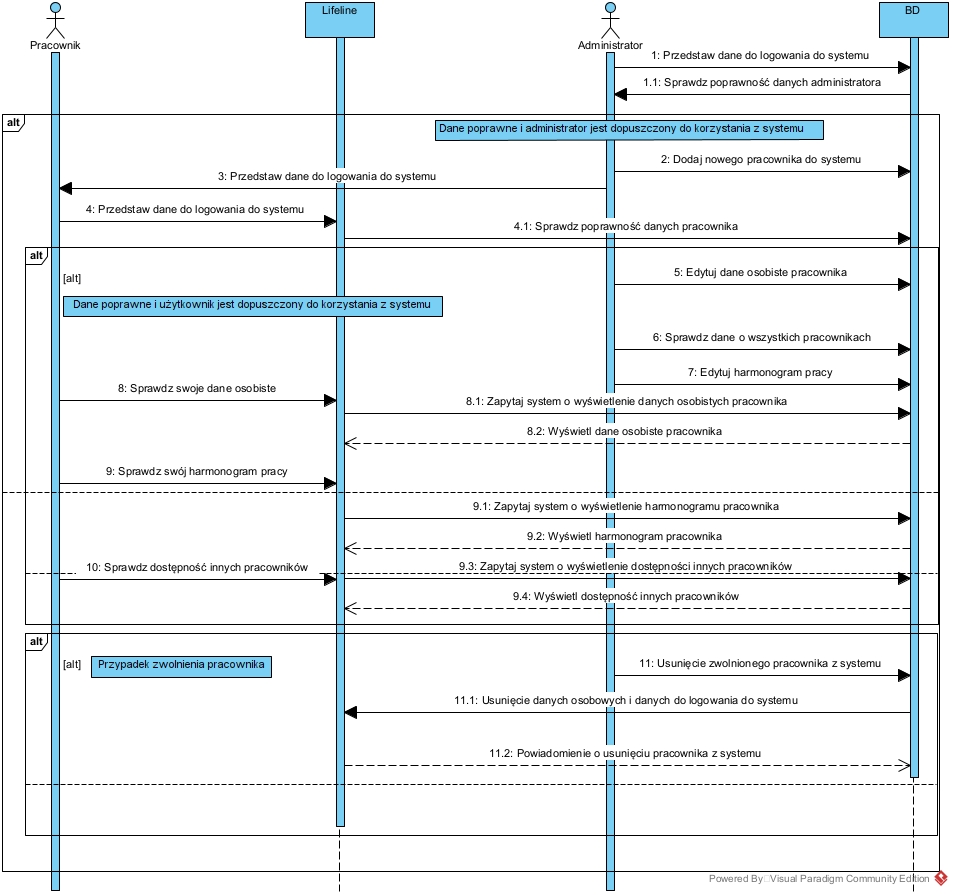 Pracownik
Lifeline
Administrator
BD
1: Przedstaw dane do logowania do systemu
1.1: Sprawdz poprawność danych administratora
alt
Dane poprawne i administrator jest dopuszczony do korzystania z systemu
2: Dodaj nowego pracownika do systemu
3: Przedstaw dane do logowania do systemu
4: Przedstaw dane do logowania do systemu
4.1: Sprawdz poprawność danych pracownika
alt
[alt]
5: Edytuj dane osobiste pracownika
Dane poprawne i użytkownik jest dopuszczony do korzystania z systemu
6: Sprawdz dane o wszystkich pracownikach
7: Edytuj harmonogram pracy
8: Sprawdz swoje dane osobiste
8.1: Zapytaj system o wyświetlenie danych osobistych pracownika
8.2: Wyświetl dane osobiste pracownika
9: Sprawdz swój harmonogram pracy
9.1: Zapytaj system o wyświetlenie harmonogramu pracownika
9.2: Wyświetl harmonogram pracownika
10: Sprawdz dostępność innych pracowników
9.3: Zapytaj system o wyświetlenie dostępności innych pracowników
9.4: Wyświetl dostępność innych pracowników
alt
[alt]
Przypadek zwolnienia pracownika
11: Usunięcie zwolnionego pracownika z systemu
11.1: Usunięcie danych osobowych i danych do logowania do systemu
11.2: Powiadomienie o usunięciu pracownika z systemu
Powered By Visual Paradigm Community Edition